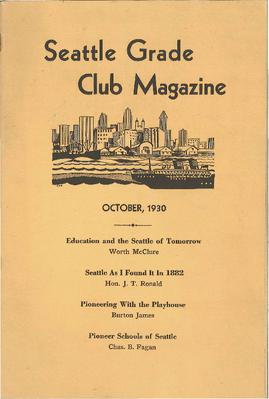 Seattle Grade
Club Magazine
OCTOBER, 1930
Education and the Seattle of Tomorrow
Worth McClure
Seattle As I Found It In 1882
Hon. J. T. Ronald
Pioneering With the Playhouse
Burton James
Pioneer Schools of Seattle
Chas. B. Fagan